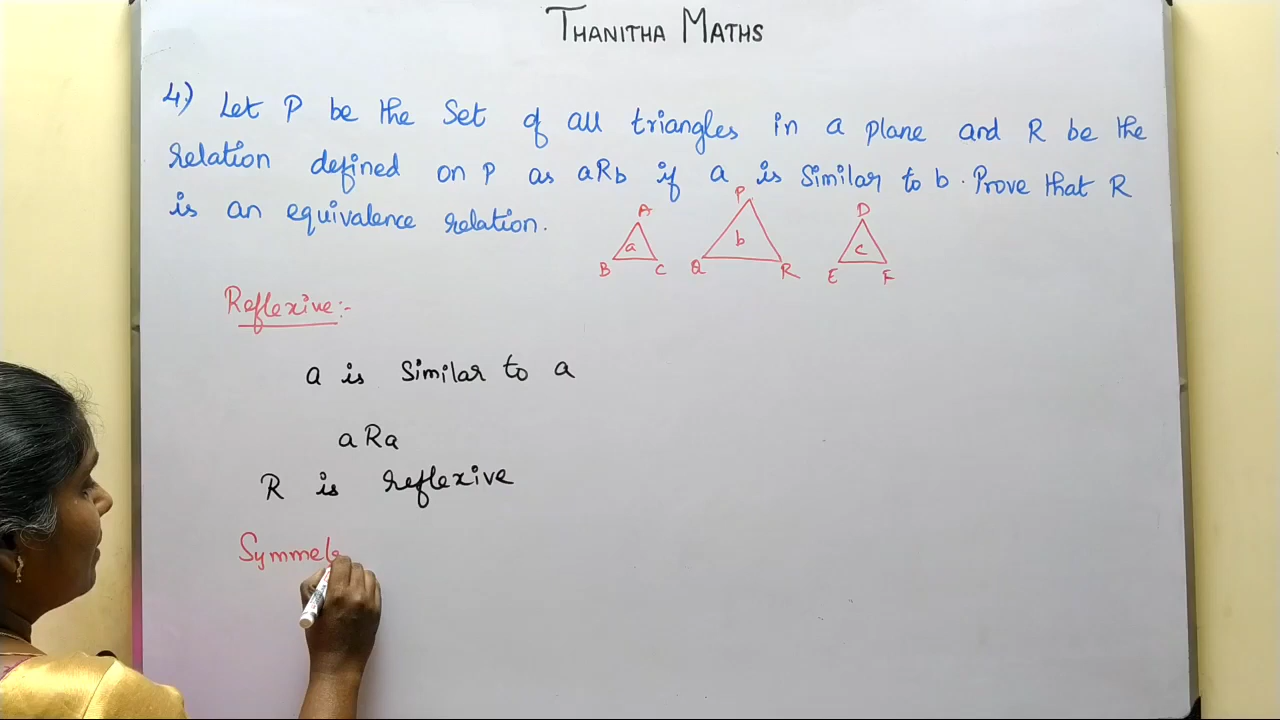 THANITHA MATHS
4) Let P be the Set of all triangles in a plane and R be the
relation defined on P as aRb if a is Similar to b. Prove that R
is an equivalence relation.
A
a
B C
P
b
Q R
D
c
E F
Reflexive:-
a is Similar to a
aRa
R is reflexive
Symme